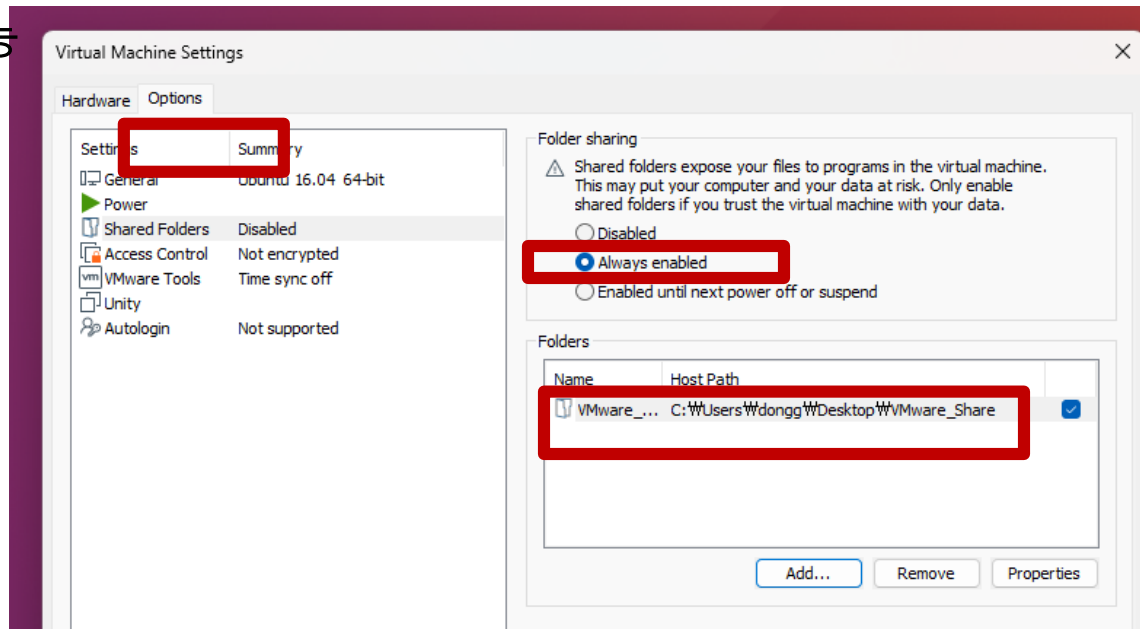 Virtual Machine Settings
Hardware Options
Settings Summary
General Ubuntu 16.04 64-bit
Power
Shared Folders Disabled
Access Control Not encrypted
vm VMware Tools Time sync off
Unity
Autologin Not supported
Folder sharing
Shared folders expose your files to programs in the virtual machine.
This may put your computer and your data at risk. Only enable
shared folders if you trust the virtual machine with your data.
Disabled
Always enabled
Enabled until next power off or suspend
Folders
Name Host Path
VMware_... C:₩Users₩dongg₩Desktop₩VMware_Share
Add... Remove Properties